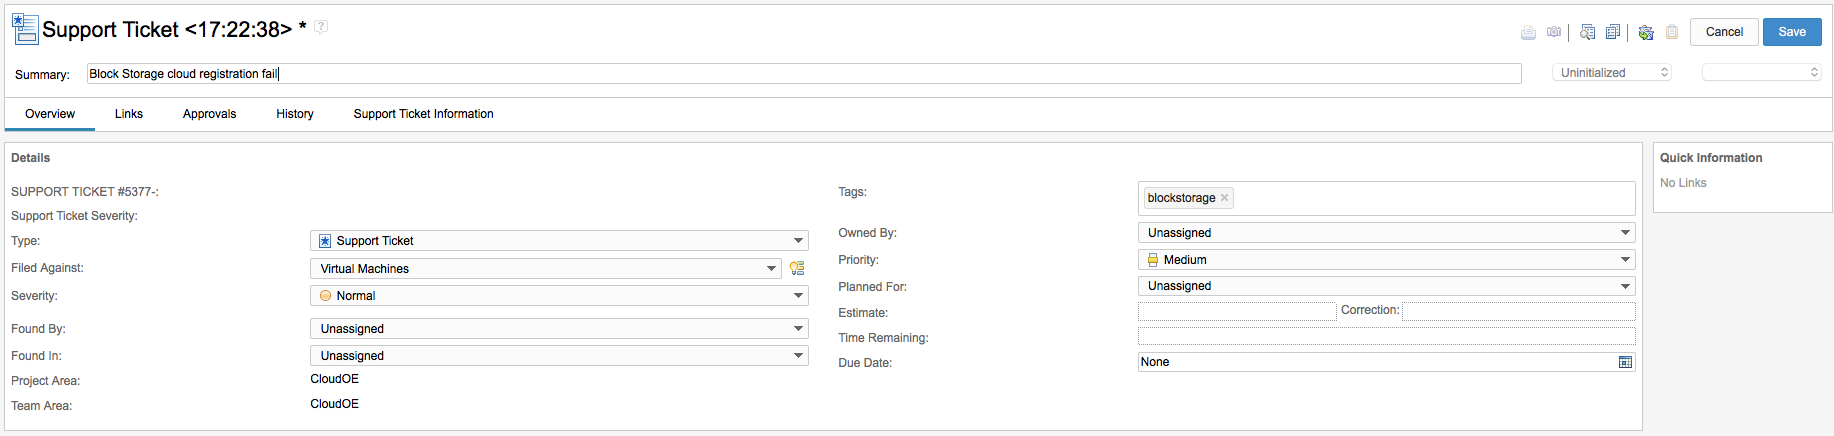 Support Ticket <17:22:38> * ?
Cancel
Save
Summary:
Block Storage cloud registration fail
Uninitialized
Overview
Links
Approvals
History
Support Ticket Information
Details
SUPPORT TICKET #5377-:
Support Ticket Severity:
Type:
Support Ticket
Filed Against:
Virtual Machines
Severity:
Normal
Found By:
Unassigned
Found In:
Unassigned
Project Area:
CloudOE
Team Area:
CloudOE
Tags:
blockstorage ×
Owned By:
Unassigned
Priority:
Medium
Planned For:
Unassigned
Estimate:
Correction:
Time Remaining:
Due Date:
None
Quick Information
No Links